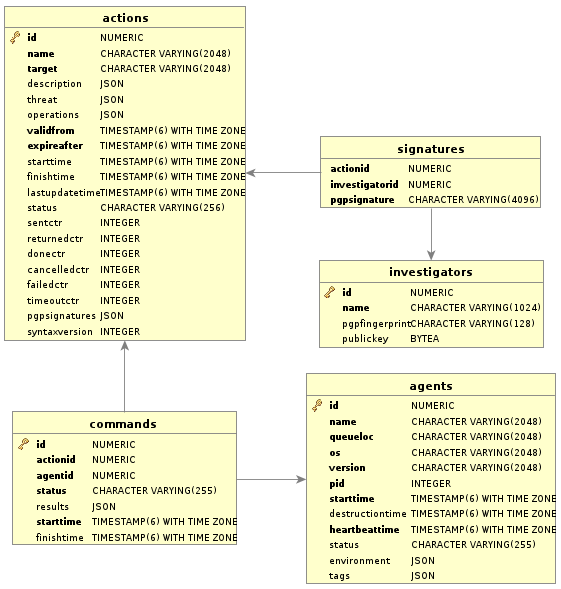 actions
id NUMERIC
name CHARACTER VARYING(2048)
target CHARACTER VARYING(2048)
description JSON
threat JSON
operations JSON
validfrom TIMESTAMP(6) WITH TIME ZONE
expireafter TIMESTAMP(6) WITH TIME ZONE
starttime TIMESTAMP(6) WITH TIME ZONE
finishtime TIMESTAMP(6) WITH TIME ZONE
lastupdatetime TIMESTAMP(6) WITH TIME ZONE
status CHARACTER VARYING(256)
sentctr INTEGER
returnedctr INTEGER
donectr INTEGER
cancelledctr INTEGER
failedctr INTEGER
timeoutctr INTEGER
pgpsignatures JSON
syntaxversion INTEGER
signatures
actionid NUMERIC
investigatorid NUMERIC
pgpsignature CHARACTER VARYING(4096)
investigators
id NUMERIC
name CHARACTER VARYING(1024)
pgpfingerprint CHARACTER VARYING(128)
publickey BYTEA
commands
id NUMERIC
actionid NUMERIC
agentid NUMERIC
status CHARACTER VARYING(255)
results JSON
starttime TIMESTAMP(6) WITH TIME ZONE
finishtime TIMESTAMP(6) WITH TIME ZONE
agents
id NUMERIC
name CHARACTER VARYING(2048)
queueloc CHARACTER VARYING(2048)
os CHARACTER VARYING(2048)
version CHARACTER VARYING(2048)
pid INTEGER
starttime TIMESTAMP(6) WITH TIME ZONE
destructiontime TIMESTAMP(6) WITH TIME ZONE
heartbeattime TIMESTAMP(6) WITH TIME ZONE
status CHARACTER VARYING(255)
environment JSON
tags JSON